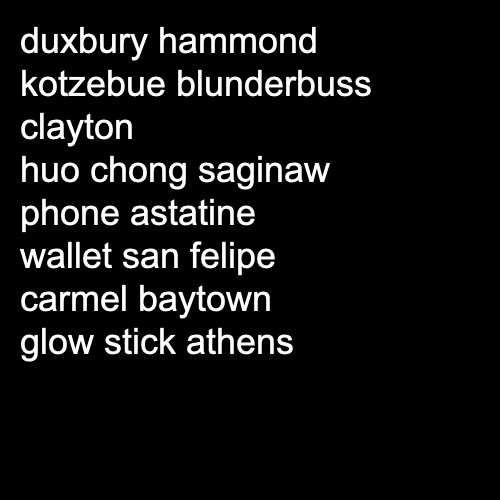 duxbury hammond
kotzebue blunderbuss
clayton
huo chong saginaw
phone astatine
wallet san felipe
carmel baytown
glow stick athens